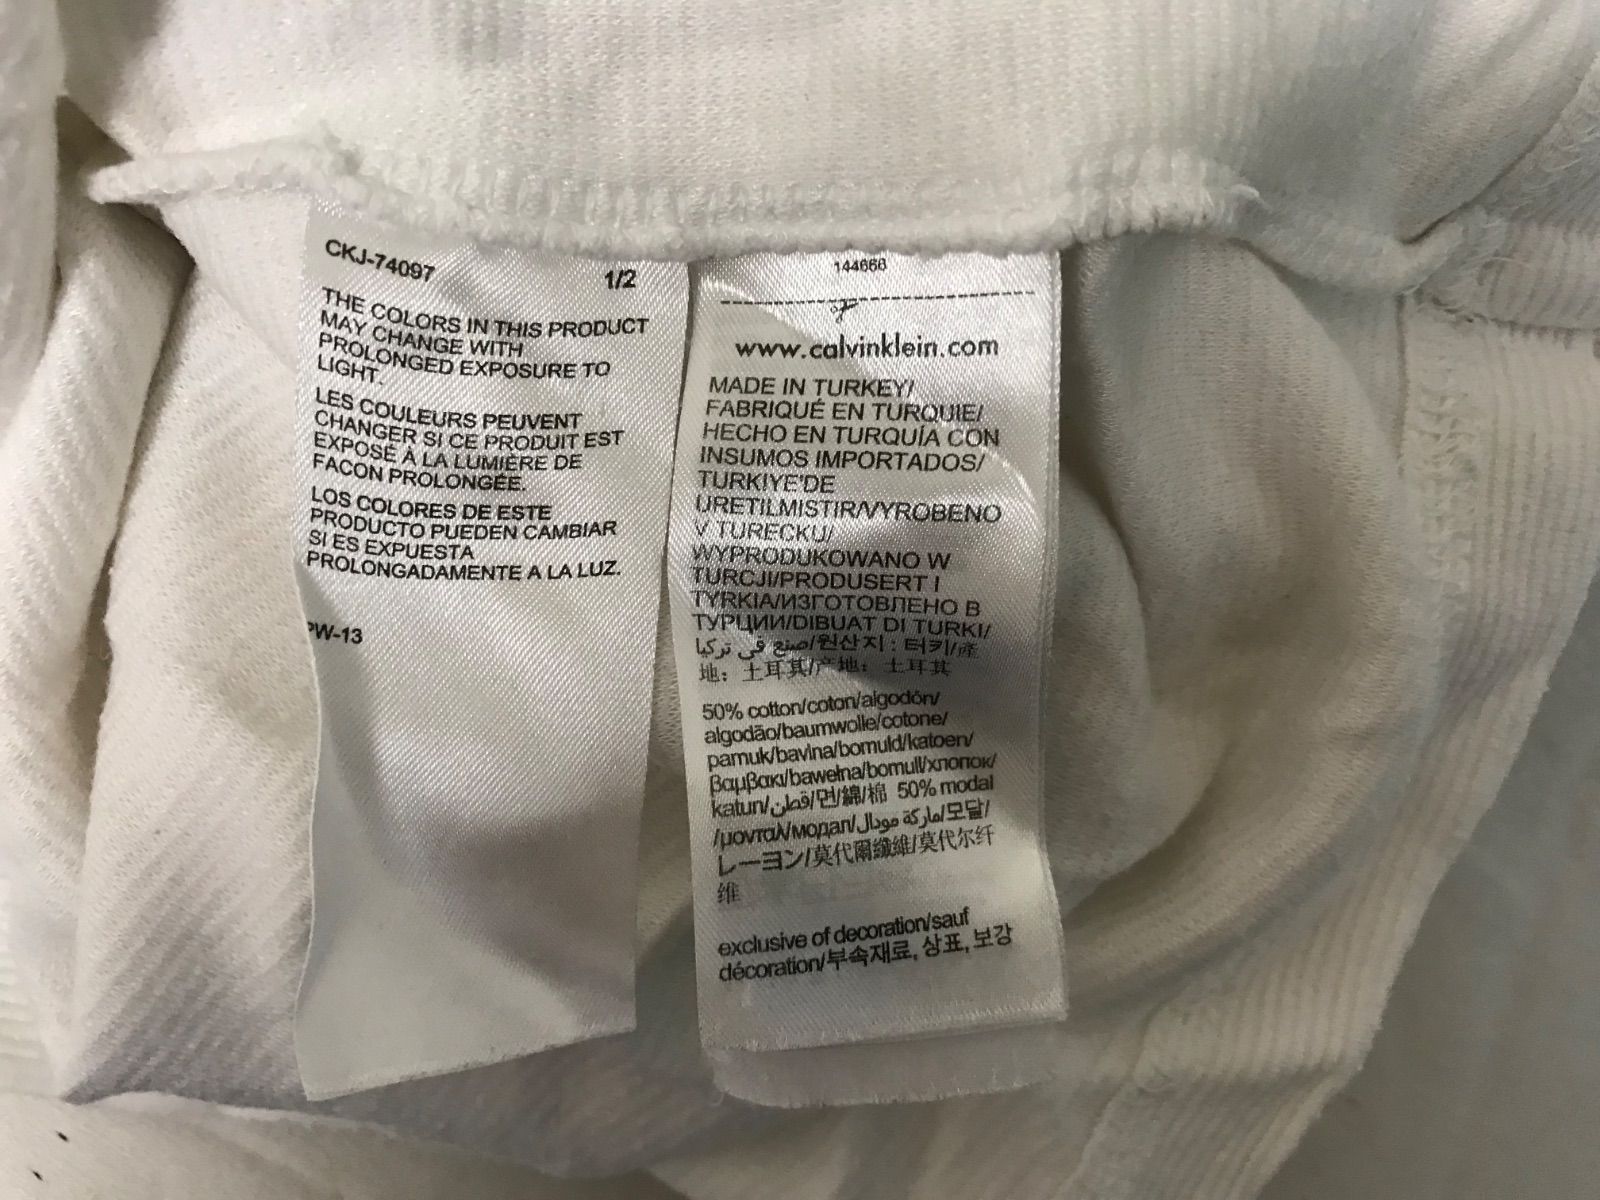 CKJ-74097
1/2
THE COLORS IN THIS PRODUCT
MAY CHANGE WITH
PROLONGED EXPOSURE TO
LIGHT.
LES COULEURS PEUVENT
CHANGER SI CE PRODUIT EST
EXPOSÉ À LA LUMIÈRE DE
FACON PROLONGÉE.
LOS COLORES DE ESTE
PRODUCTO PUEDEN CAMBIAR
SI ES EXPUESTA
PROLONGADAMENTE A LA LUZ.
PW-13
144666
www.calvinklein.com
MADE IN TURKEY/
FABRIQUÉ EN TURQUIE/
HECHO EN TURQUÍA CON
INSUMOS IMPORTADOS/
TURKIYE'DE
URETILMISTIR/VYROBENO
V TURECKU/
WYPRODUKOWANO W
TURCJI/PRODUSERT I
TYRKIA/ИЗГОТОВЛЕНО В
ТУРЦИИ/DIBUAT DI TURKI/
صنع في تركيا/원산지 : 터키/產
地：土耳其/产地：土耳其
50% cotton/coton/algodón/
algodão/baumwolle/cotone/
pamuk/bavlna/bomuld/katoen/
βαμβακι/bawełna/bomull/хлопок/
katun/قطن/면/綿/棉 50% modal
/μονταλ/модал/ماركة مودال/모달/
レーヨン/莫代爾纖維/莫代尔纤
维
exclusive of decoration/sauf
décoration/부속재료, 상표, 보강